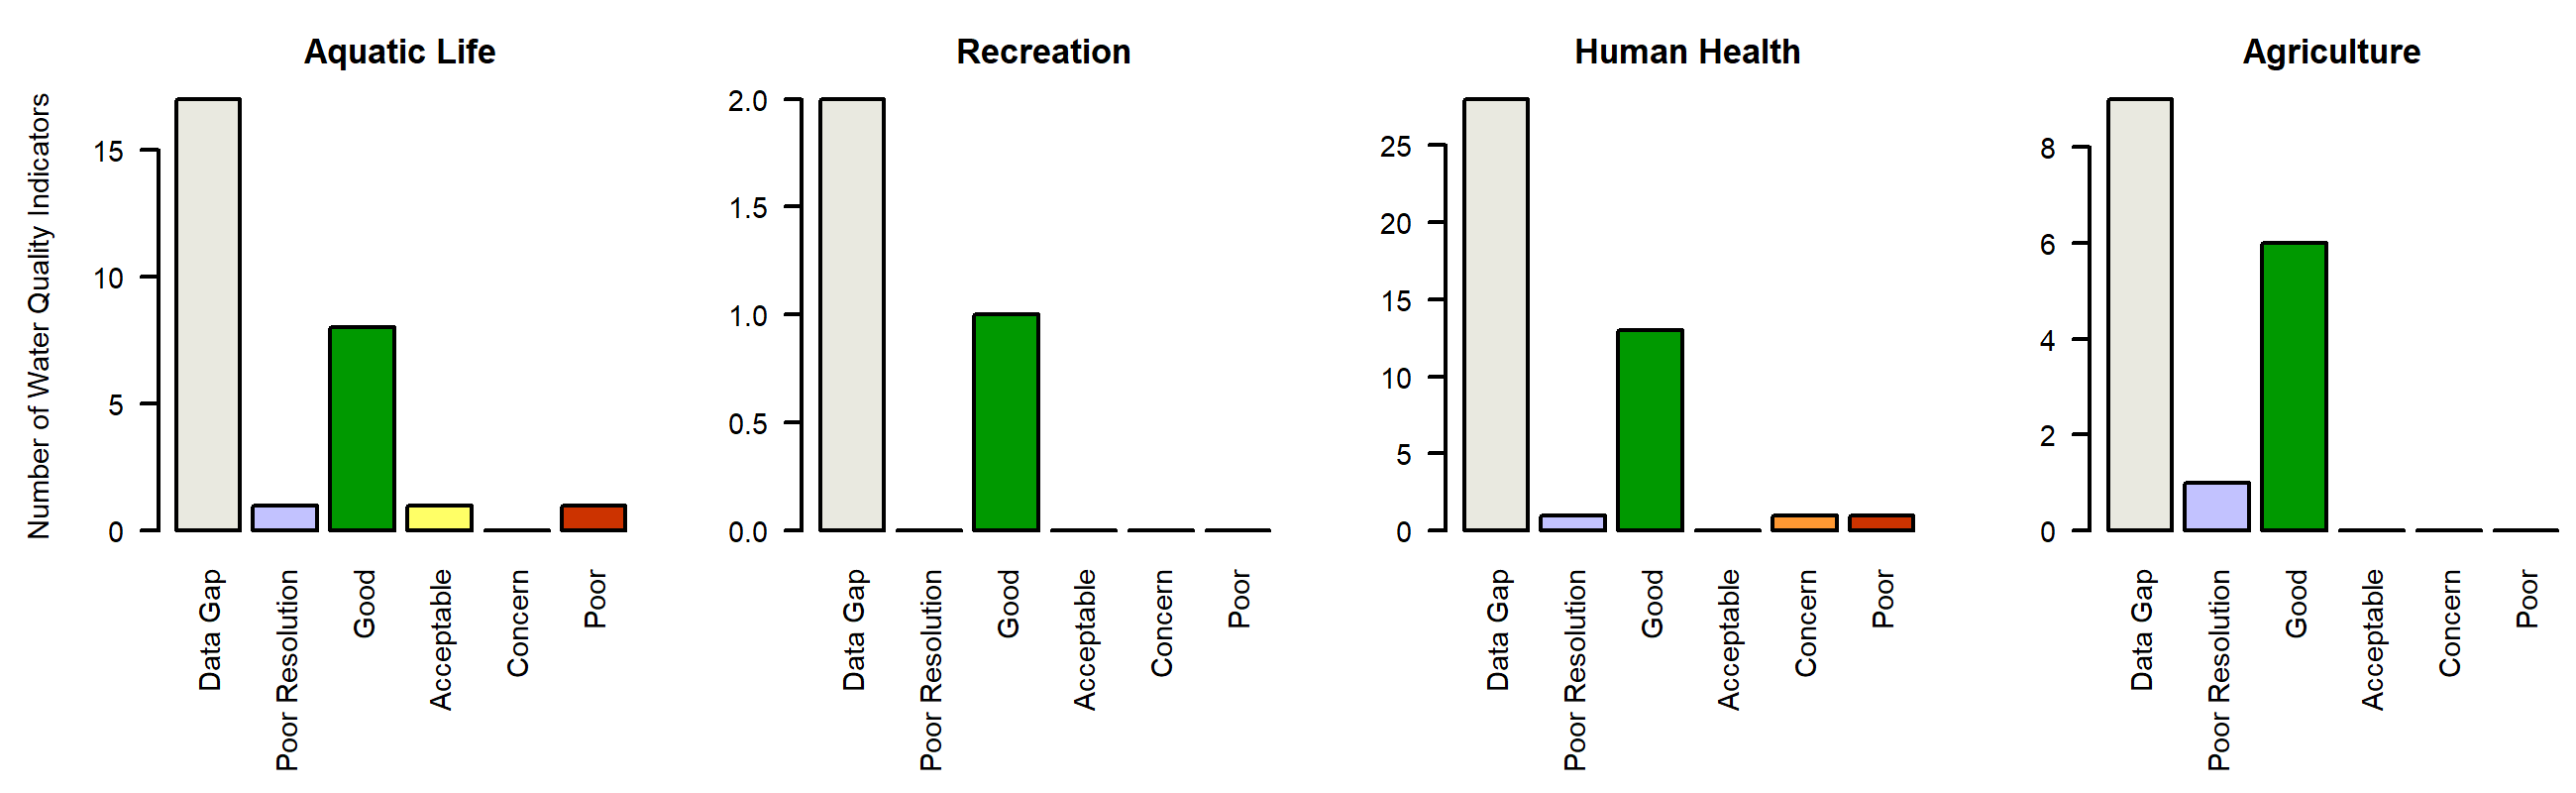 Aquatic Life
Number of Water Quality Indicators
15
10
5
0
Data Gap
Poor Resolution
Good
Acceptable
Concern
Poor
Recreation
2.0
1.5
1.0
0.5
0.0
Data Gap
Poor Resolution
Good
Acceptable
Concern
Poor
Human Health
25
20
15
10
5
0
Data Gap
Poor Resolution
Good
Acceptable
Concern
Poor
Agriculture
8
6
4
2
0
Data Gap
Poor Resolution
Good
Acceptable
Concern
Poor